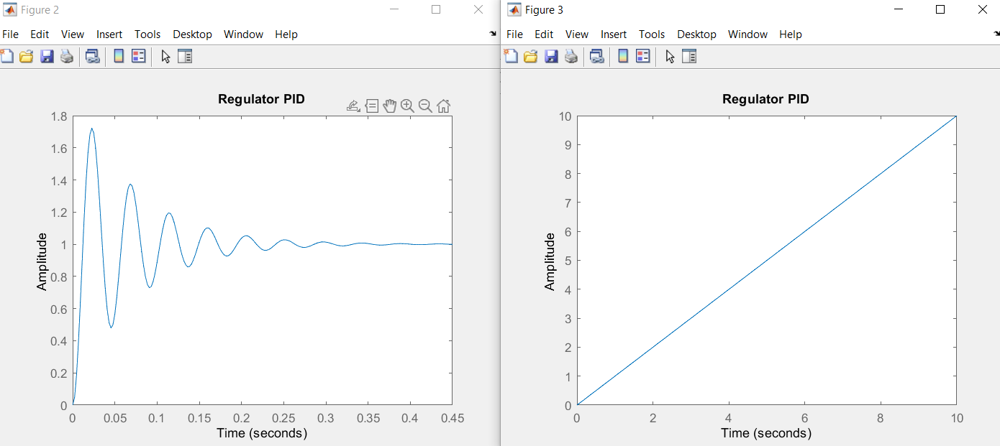 Figure 2
File Edit View Insert Tools Desktop Window Help
Regulator PID
1.8
1.6
1.4
1.2
1
0.8
0.6
0.4
0.2
0
Amplitude
0 0.05 0.1 0.15 0.2 0.25 0.3 0.35 0.4 0.45
Time (seconds)
Figure 3
File Edit View Insert Tools Desktop Window Help
Regulator PID
10
9
8
7
6
5
4
3
2
1
0
Amplitude
0 2 4 6 8 10
Time (seconds)